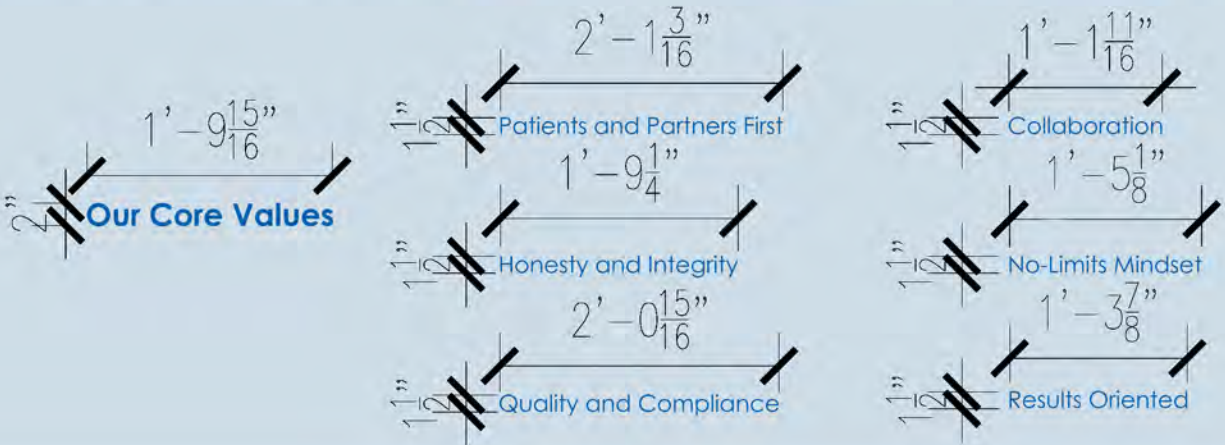 1'-9 15/16"
2"
Our Core Values
2'-1 3/16"
1 1/2"
Patients and Partners First
1'-9 1/4"
1 1/2"
Honesty and Integrity
2'-0 15/16"
1 1/2"
Quality and Compliance
1'-1 11/16"
1 1/2"
Collaboration
1'-5 1/8"
1 1/2"
No-Limits Mindset
1'-3 7/8"
1 1/2"
Results Oriented